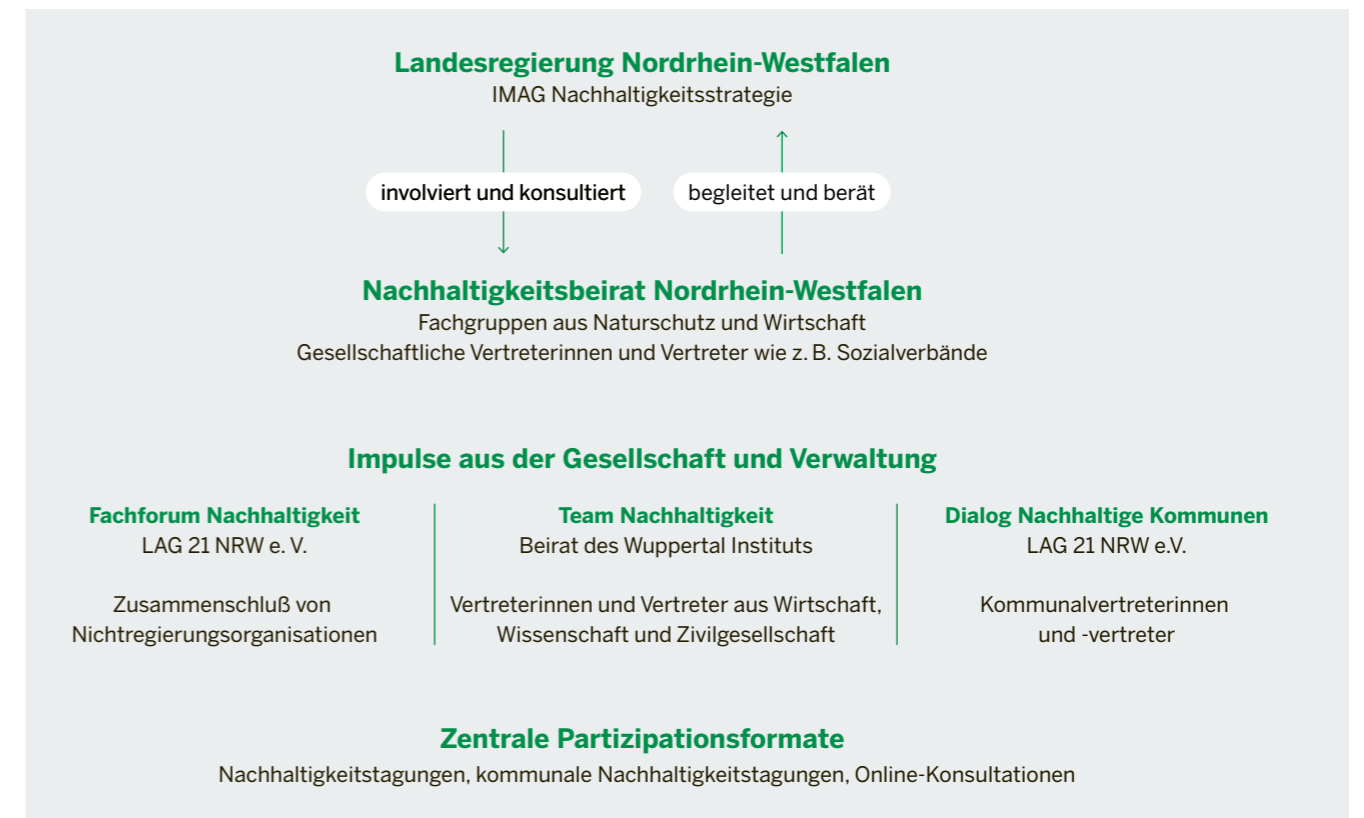 Landesregierung Nordrhein-Westfalen
IMAG Nachhaltigkeitsstrategie
involviert und konsultiert
begleitet und berät
Nachhaltigkeitsbeirat Nordrhein-Westfalen
Fachgruppen aus Naturschutz und Wirtschaft
Gesellschaftliche Vertreterinnen und Vertreter wie z. B. Sozialverbände
Impulse aus der Gesellschaft und Verwaltung
Fachforum Nachhaltigkeit
LAG 21 NRW e. V.
Zusammenschluß von
Nichtregierungsorganisationen
Team Nachhaltigkeit
Beirat des Wuppertal Instituts
Vertreterinnen und Vertreter aus Wirtschaft,
Wissenschaft und Zivilgesellschaft
Dialog Nachhaltige Kommunen
LAG 21 NRW e.V.
Kommunalvertreterinnen
und -vertreter
Zentrale Partizipationsformate
Nachhaltigkeitstagungen, kommunale Nachhaltigkeitstagungen, Online-Konsultationen